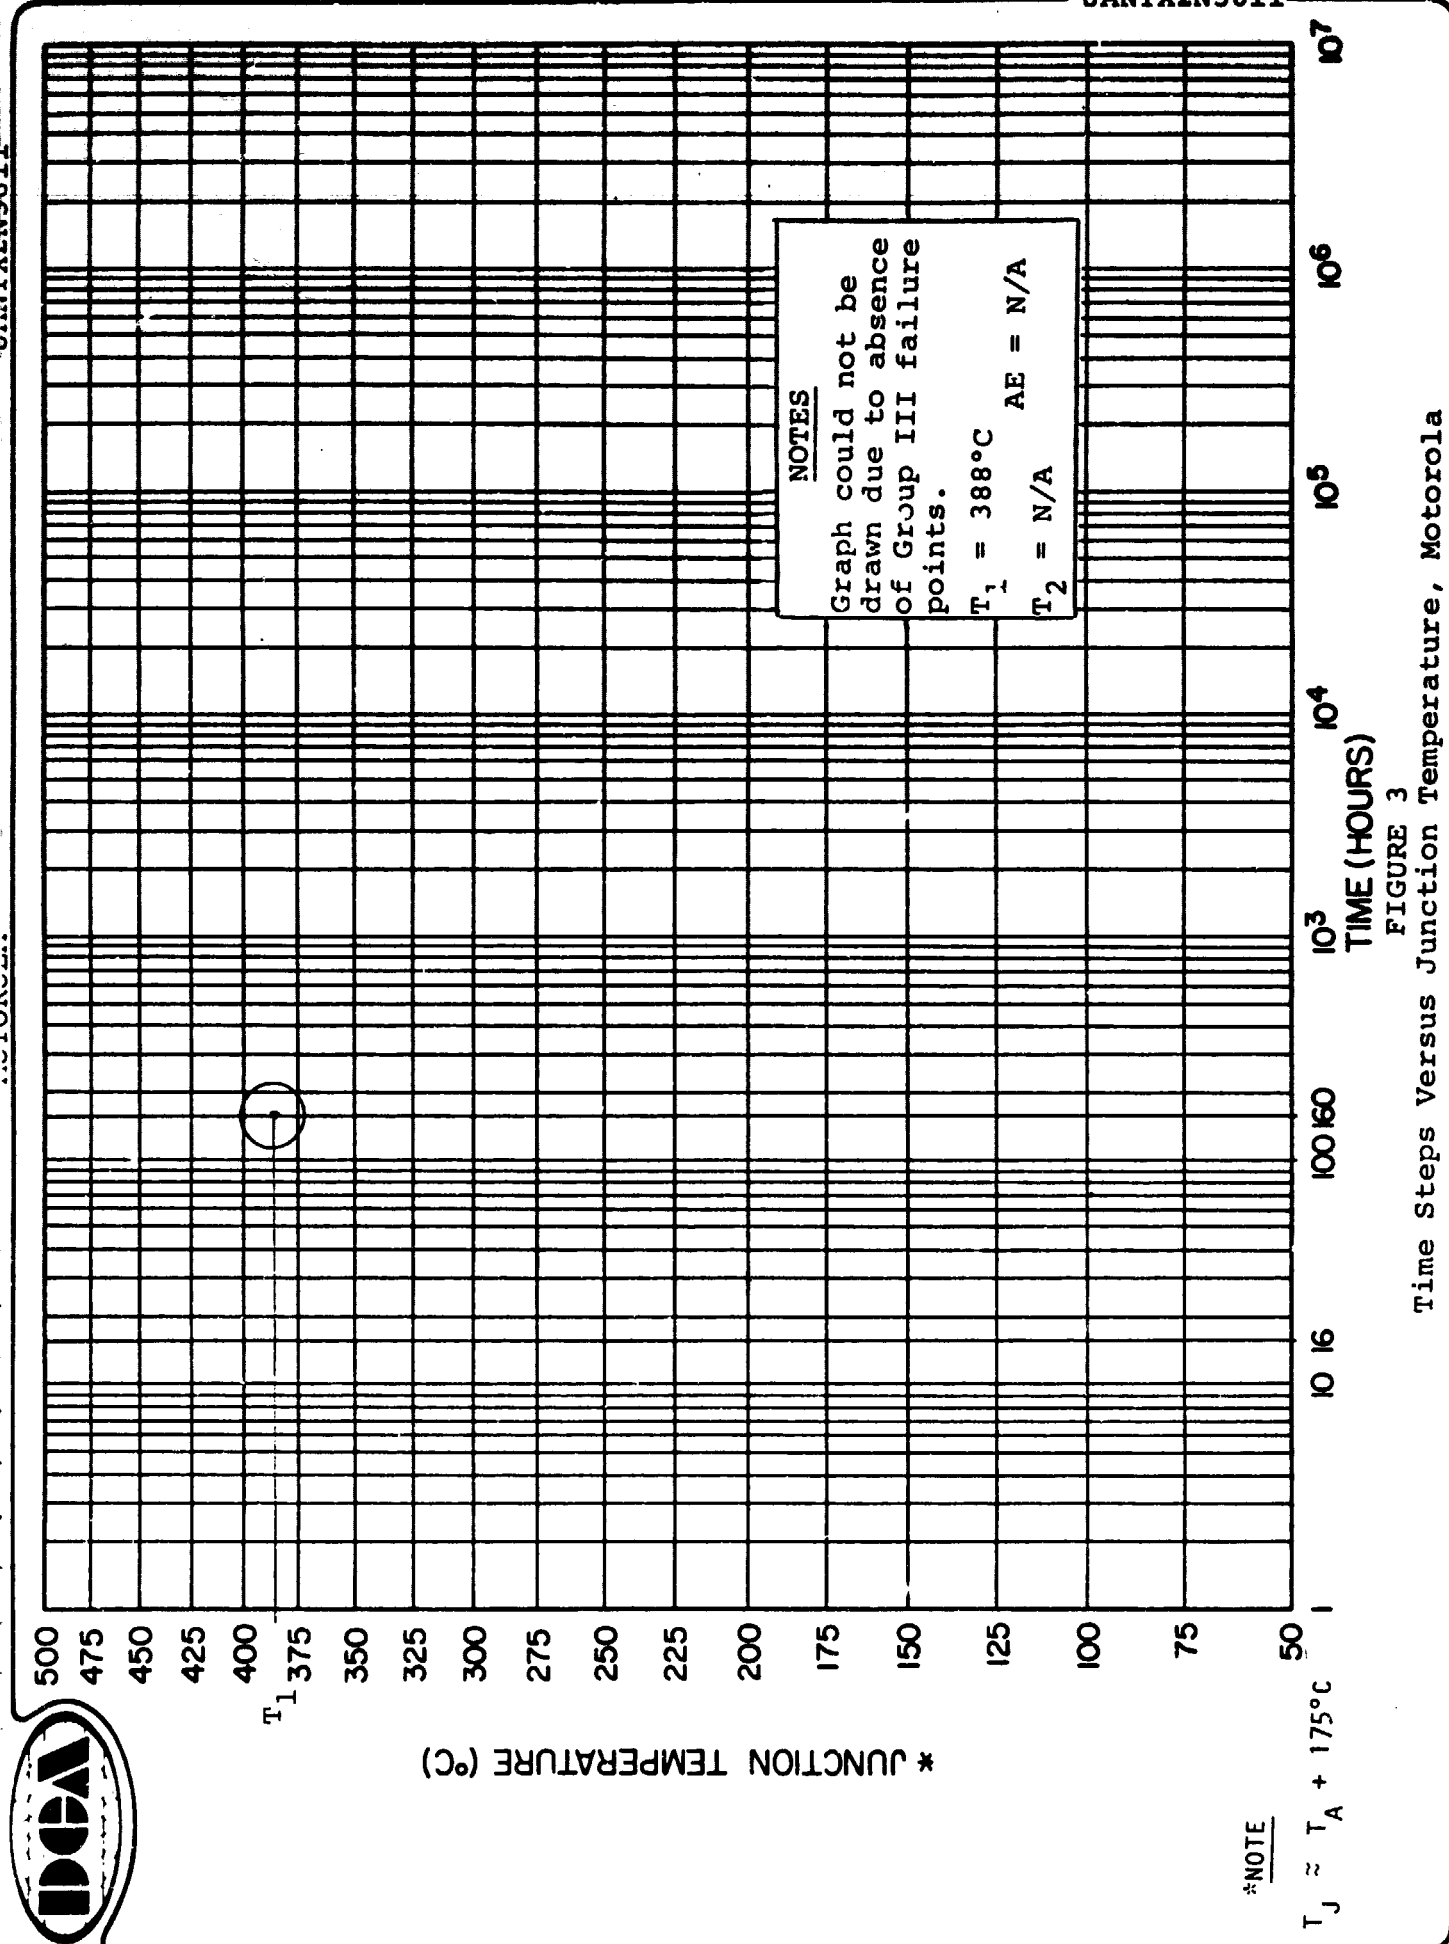 DCA
500
475
450
425
400
T1
375
350
325
300
275
250
225
200
175
150
125
100
75
50
* JUNCTION TEMPERATURE (°C)
NOTES
Graph could not be
drawn due to absence
of Group III failure
points.
T1 = 388°C
AE = N/A
T2 = N/A
1 10 16 100 160 10³ 10⁴ 10⁵ 10⁶ 10⁷
TIME (HOURS)
*NOTE
TJ ≈ TA + 175°C
FIGURE 3
Time Steps Versus Junction Temperature, Motorola